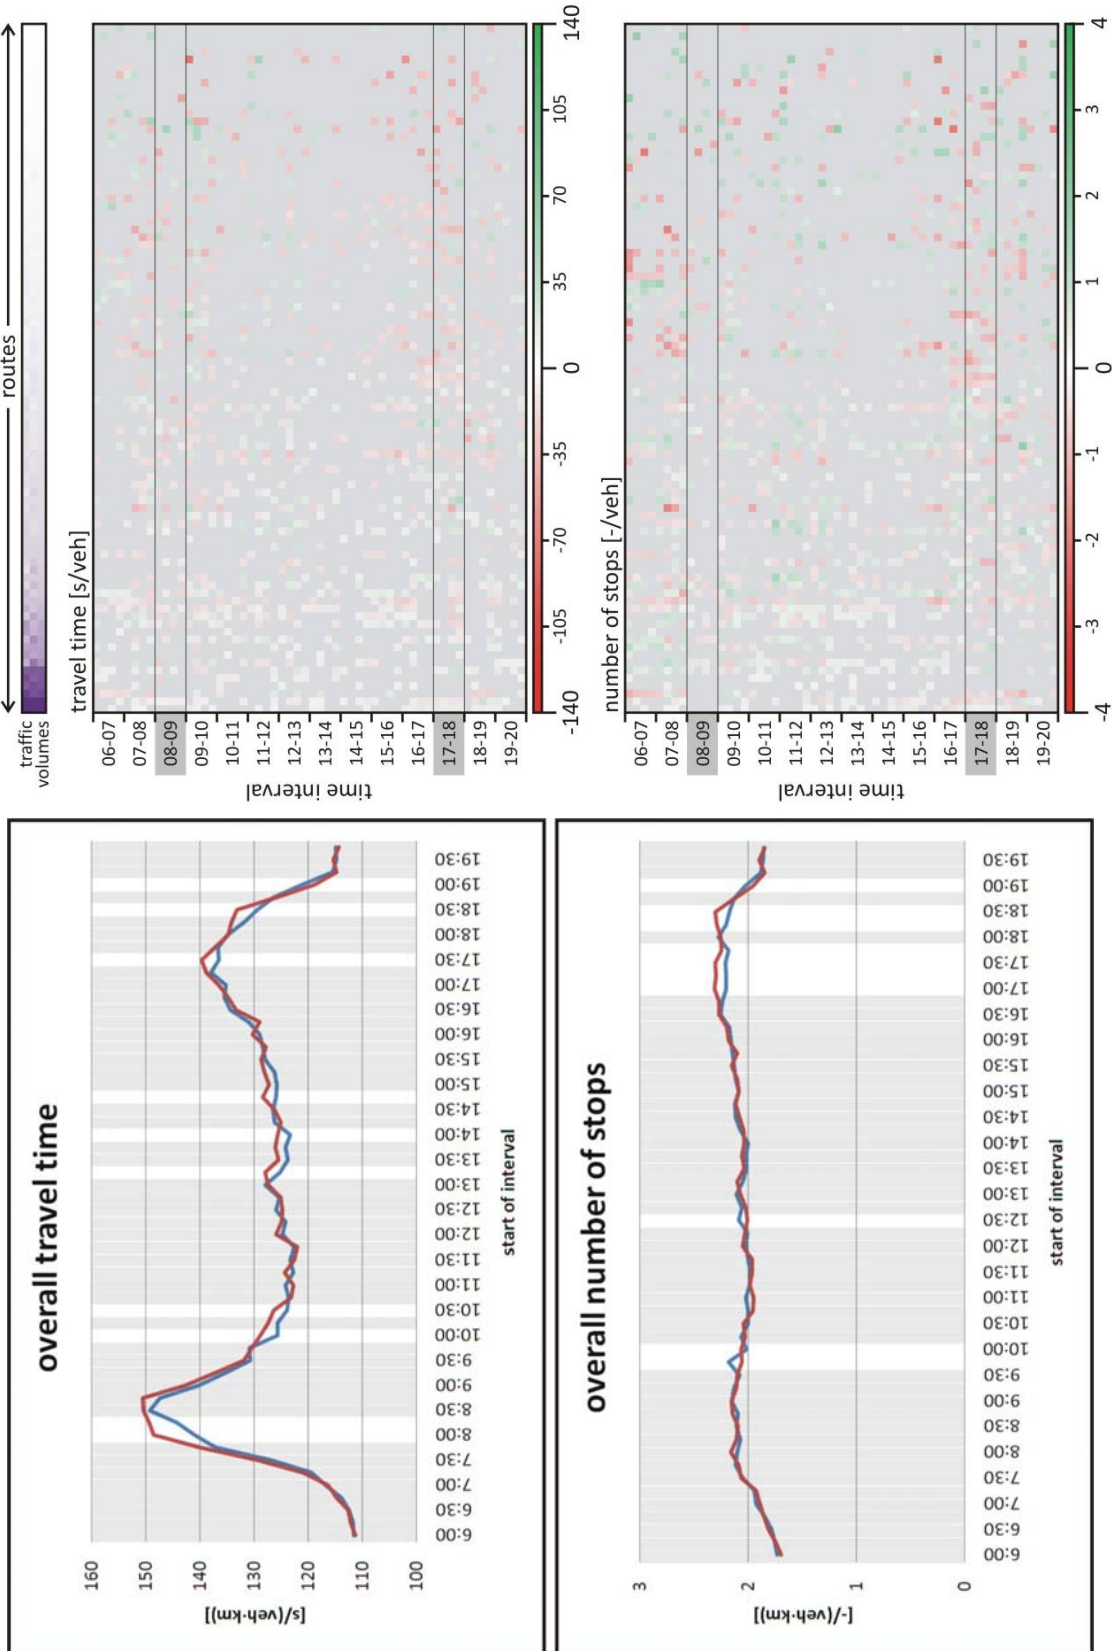 routes
traffic
volumes
travel time [s/veh]
time interval
06-07
07-08
08-09
09-10
10-11
11-12
12-13
13-14
14-15
15-16
16-17
17-18
18-19
19-20
-140 -105 -70 -35 0 35 70 105 140
number of stops [-/veh]
time interval
06-07
07-08
08-09
09-10
10-11
11-12
12-13
13-14
14-15
15-16
16-17
17-18
18-19
19-20
-4 -3 -2 -1 0 1 2 3 4
overall travel time
[s/(veh·km)]
160
150
140
130
120
110
100
6:00 6:30 7:00 7:30 8:00 8:30 9:00 9:30 10:00 10:30 11:00 11:30 12:00 12:30 13:00 13:30 14:00 14:30 15:00 15:30 16:00 16:30 17:00 17:30 18:00 18:30 19:00 19:30
start of interval
overall number of stops
[-/(veh·km)]
3
2
1
0
6:00 6:30 7:00 7:30 8:00 8:30 9:00 9:30 10:00 10:30 11:00 11:30 12:00 12:30 13:00 13:30 14:00 14:30 15:00 15:30 16:00 16:30 17:00 17:30 18:00 18:30 19:00 19:30
start of interval